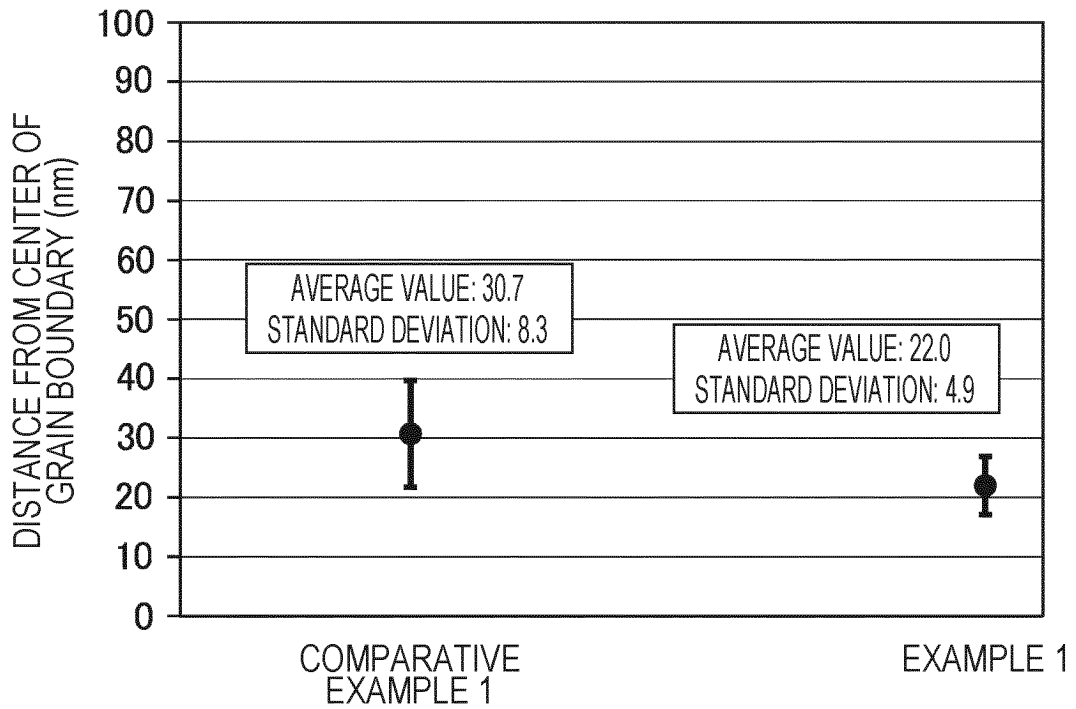 DISTANCE FROM CENTER OF
GRAIN BOUNDARY (nm)
100
90
80
70
60
50
40
30
20
10
0
AVERAGE VALUE: 30.7
STANDARD DEVIATION: 8.3
AVERAGE VALUE: 22.0
STANDARD DEVIATION: 4.9
COMPARATIVE
EXAMPLE 1
EXAMPLE 1